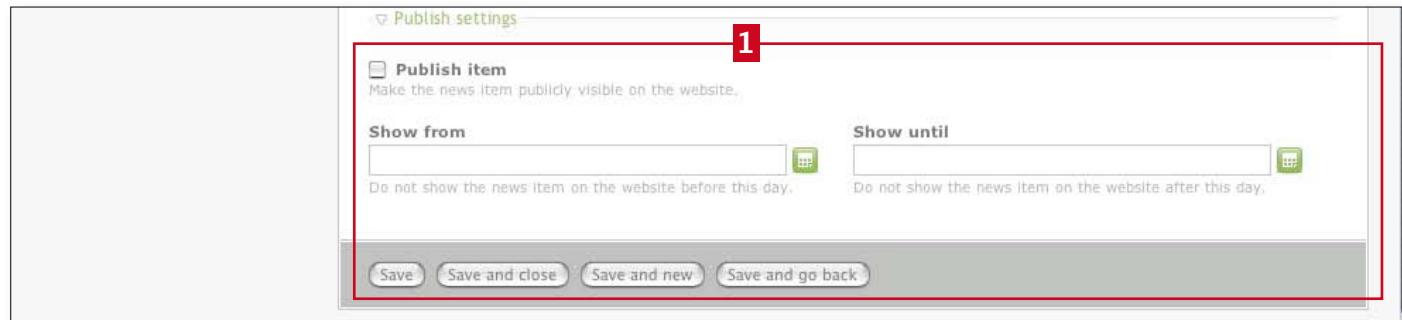 Publish settings
1
Publish item
Make the news item publicly visible on the website.
Show from Show until
Do not show the news item on the website before this day. Do not show the news item on the website after this day.
Save Save and close Save and new Save and go back